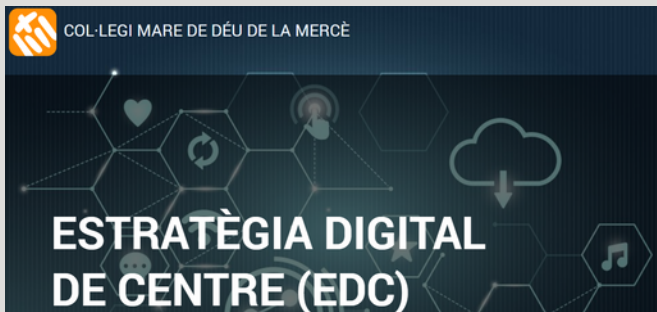 COL·LEGI MARE DE DÉU DE LA MERCÈ
ESTRATÈGIA DIGITAL
DE CENTRE (EDC)